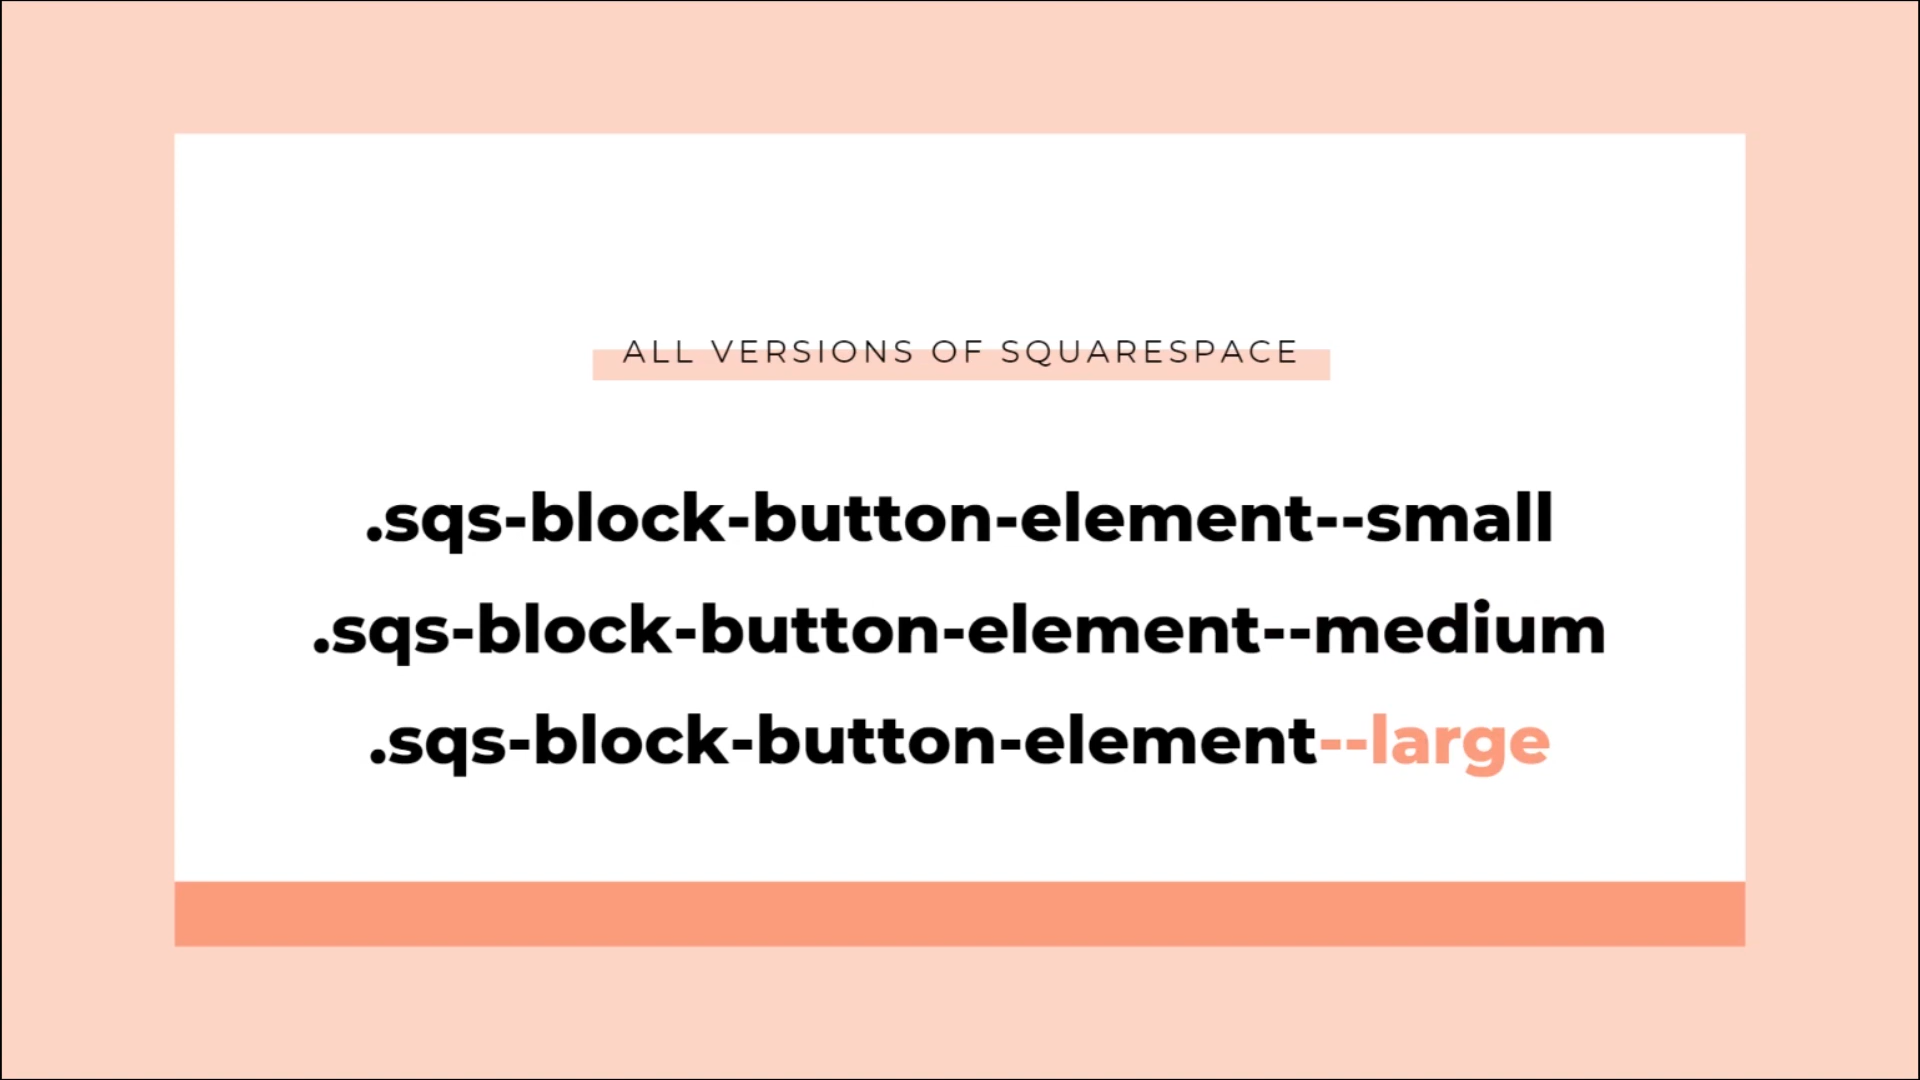 ALL VERSIONS OF SQUARESPACE
.sqs-block-button-element--small
.sqs-block-button-element--medium
.sqs-block-button-element--large